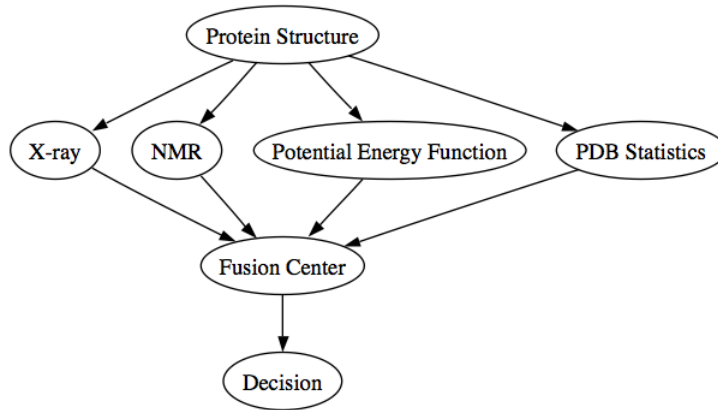 Protein Structure
X-ray
NMR
Potential Energy Function
PDB Statistics
Fusion Center
Decision